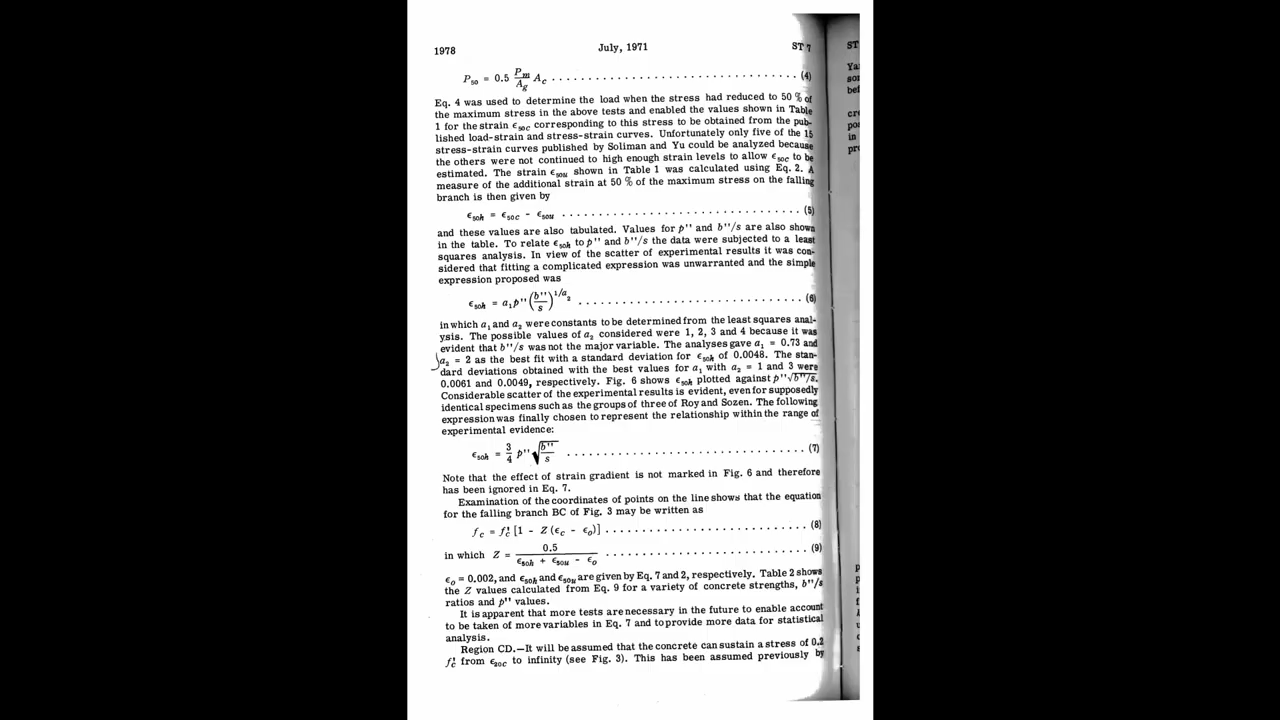 1978 July, 1971 ST 7
P₅₀ = 0.5 Pₘ/A_g A_c . . . . . . . . . . . . . . . . . . . . . . . . . . . . . . . (4)
Eq. 4 was used to determine the load when the stress had reduced to 50 % of
the maximum stress in the above tests and enabled the values shown in Table
1 for the strain ϵ₅₀c corresponding to this stress to be obtained from the pub-
lished load-strain and stress-strain curves. Unfortunately only five of the 15
stress-strain curves published by Soliman and Yu could be analyzed because
the others were not continued to high enough strain levels to allow ϵ₅₀c to be
estimated. The strain ϵ₅₀u shown in Table 1 was calculated using Eq. 2. A
measure of the additional strain at 50 % of the maximum stress on the falling
branch is then given by
ϵ₅₀h = ϵ₅₀c - ϵ₅₀u . . . . . . . . . . . . . . . . . . . . . . . . . . . . . . . (5)
and these values are also tabulated. Values for p'' and b''/s are also shown
in the table. To relate ϵ₅₀h to p'' and b''/s the data were subjected to a least
squares analysis. In view of the scatter of experimental results it was con-
sidered that fitting a complicated expression was unwarranted and the simple
expression proposed was
ϵ₅₀h = a₁p'' (b''/s)^1/a₂ . . . . . . . . . . . . . . . . . . . . . . . . . . . . . (6)
in which a₁ and a₂ were constants to be determined from the least squares anal-
ysis. The possible values of a₂ considered were 1, 2, 3 and 4 because it was
evident that b''/s was not the major variable. The analyses gave a₁ = 0.73 and
a₂ = 2 as the best fit with a standard deviation for ϵ₅₀h of 0.0048. The stan-
dard deviations obtained with the best values for a₁ with a₂ = 1 and 3 were
0.0061 and 0.0049, respectively. Fig. 6 shows ϵ₅₀h plotted against p''√b''/s.
Considerable scatter of the experimental results is evident, even for supposedly
identical specimens such as the groups of three of Roy and Sozen. The following
expression was finally chosen to represent the relationship within the range of
experimental evidence:
ϵ₅₀h = 3/4 p'' √b''/s . . . . . . . . . . . . . . . . . . . . . . . . . . . . . . . (7)
Note that the effect of strain gradient is not marked in Fig. 6 and therefore
has been ignored in Eq. 7.
Examination of the coordinates of points on the line shows that the equation
for the falling branch BC of Fig. 3 may be written as
f_c = f'_c [1 - Z (ϵ_c - ϵ_o)] . . . . . . . . . . . . . . . . . . . . . . . . . . (8)
in which Z = 0.5/(ϵ₅₀h + ϵ₅₀u - ϵ_o) . . . . . . . . . . . . . . . . . . . . . . . . . . (9)
ϵ_o = 0.002, and ϵ₅₀h and ϵ₅₀u are given by Eq. 7 and 2, respectively. Table 2 shows
the Z values calculated from Eq. 9 for a variety of concrete strengths, b''/s
ratios and p'' values.
It is apparent that more tests are necessary in the future to enable account
to be taken of more variables in Eq. 7 and to provide more data for statistical
analysis.
Region CD.—It will be assumed that the concrete can sustain a stress of 0.2
f'_c from ϵ₂₀c to infinity (see Fig. 3). This has been assumed previously by
ST